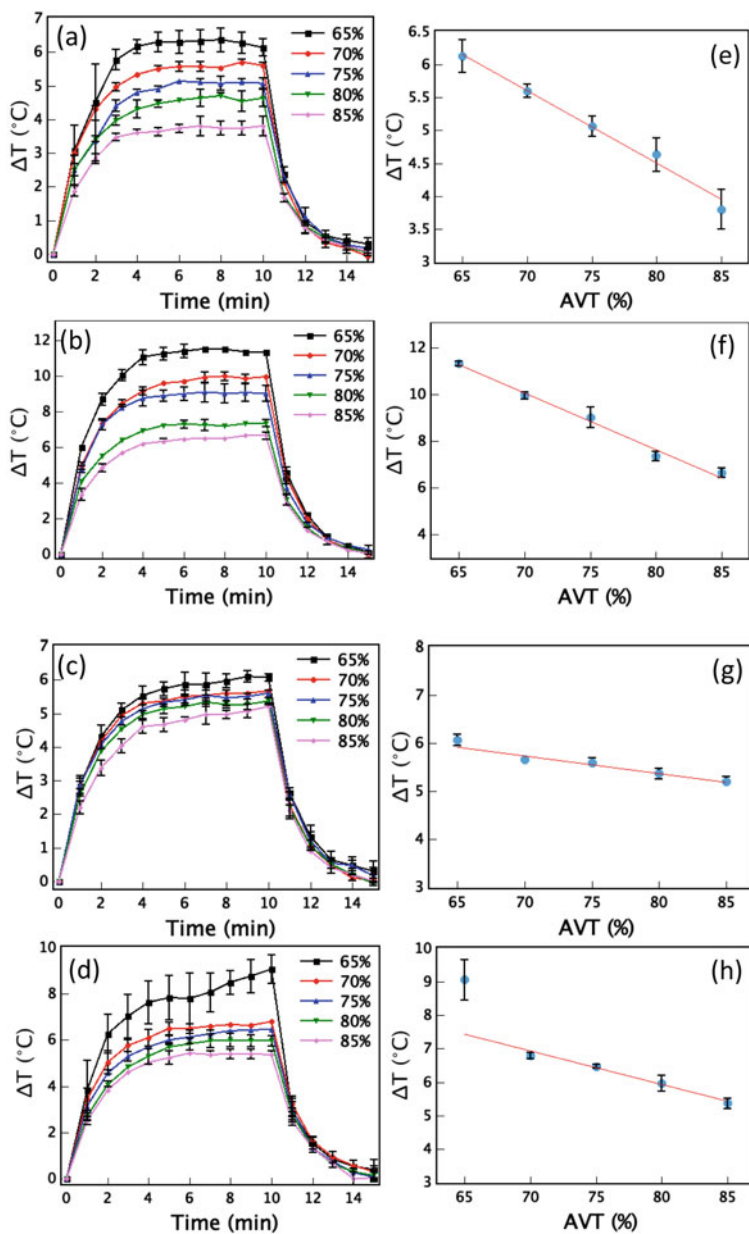 (a)
65%
70%
75%
80%
85%
ΔT (°C)
7
6
5
4
3
2
1
0
0 2 4 6 8 10 12 14
Time (min)
(e)
ΔT (°C)
6.5
6
5.5
5
4.5
4
3.5
3
65 70 75 80 85
AVT (%)
(b)
65%
70%
75%
80%
85%
ΔT (°C)
12
10
8
6
4
2
0
0 2 4 6 8 10 12 14
Time (min)
(f)
ΔT (°C)
12
10
8
6
4
65 70 75 80 85
AVT (%)
(c)
65%
70%
75%
80%
85%
ΔT (°C)
7
6
5
4
3
2
1
0
0 2 4 6 8 10 12 14
Time (min)
(g)
ΔT (°C)
8
7
6
5
4
3
65 70 75 80 85
AVT (%)
(d)
65%
70%
75%
80%
85%
ΔT (°C)
10
8
6
4
2
0
0 2 4 6 8 10 12 14
Time (min)
(h)
ΔT (°C)
10
9
8
7
6
5
4
3
65 70 75 80 85
AVT (%)